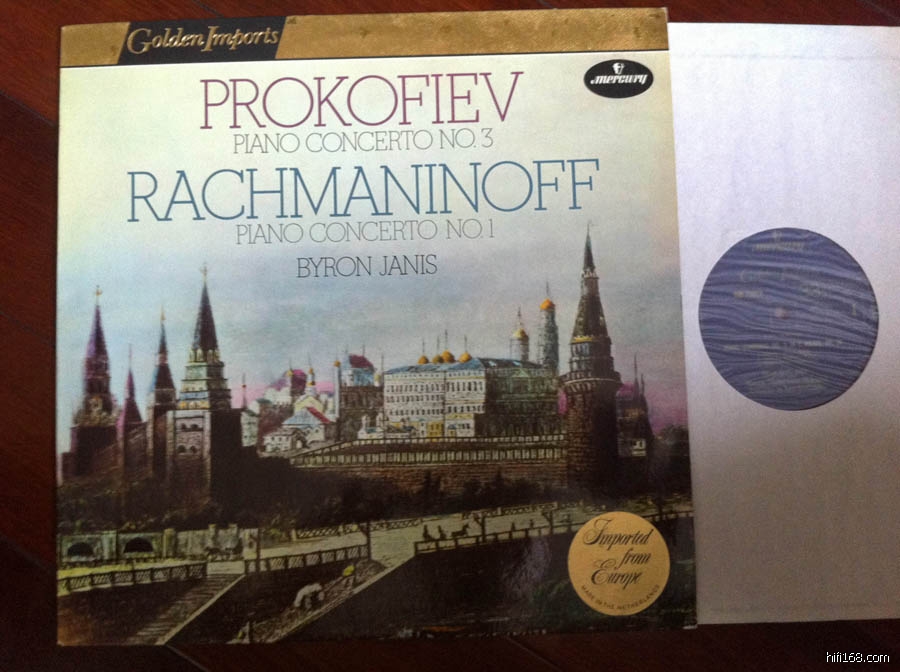 Golden Imports
mercury
PROKOFIEV
PIANO CONCERTO NO. 3
RACHMANINOFF
PIANO CONCERTO NO. 1
BYRON JANIS
Imported
from
Europe
MADE IN THE NETHERLANDS
mercury
hifi168.com